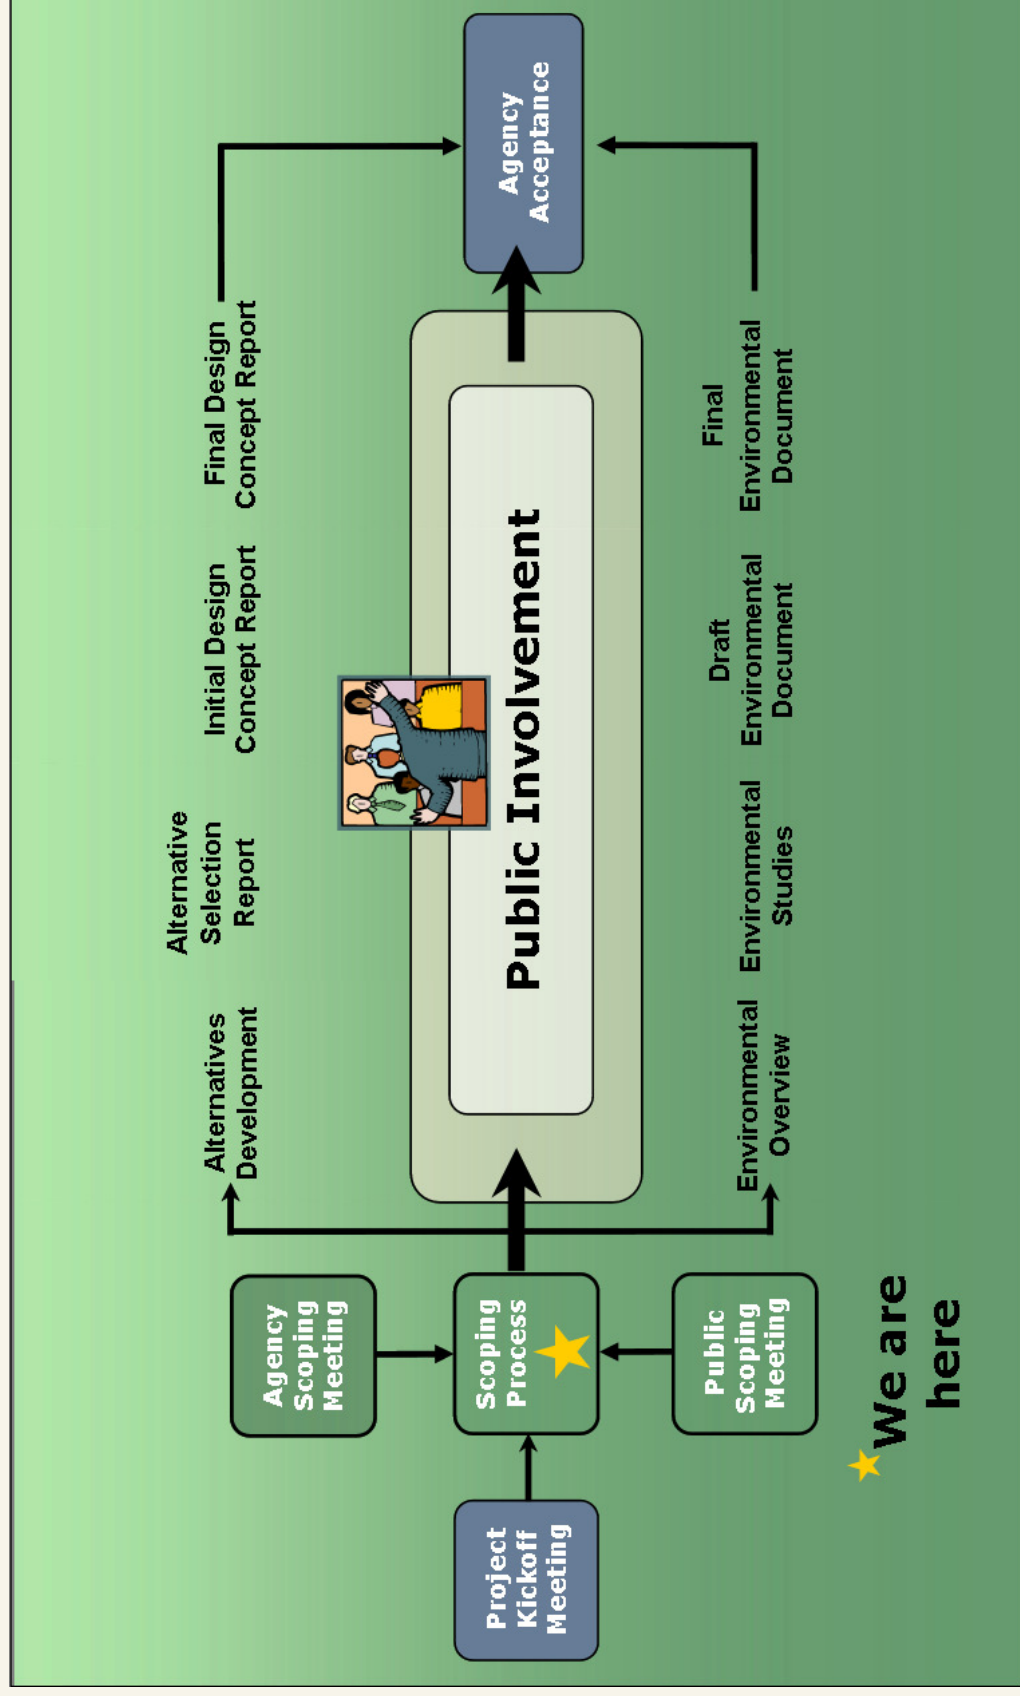 Project
Kickoff
Meeting
Agency
Scoping
Meeting
Scoping
Process
Public
Scoping
Meeting
Alternatives
Development
Alternative
Selection
Report
Initial Design
Concept Report
Final Design
Concept Report
Public Involvement
Environmental
Overview
Environmental
Studies
Draft
Environmental
Document
Final
Environmental
Document
Agency
Acceptance
We are
here